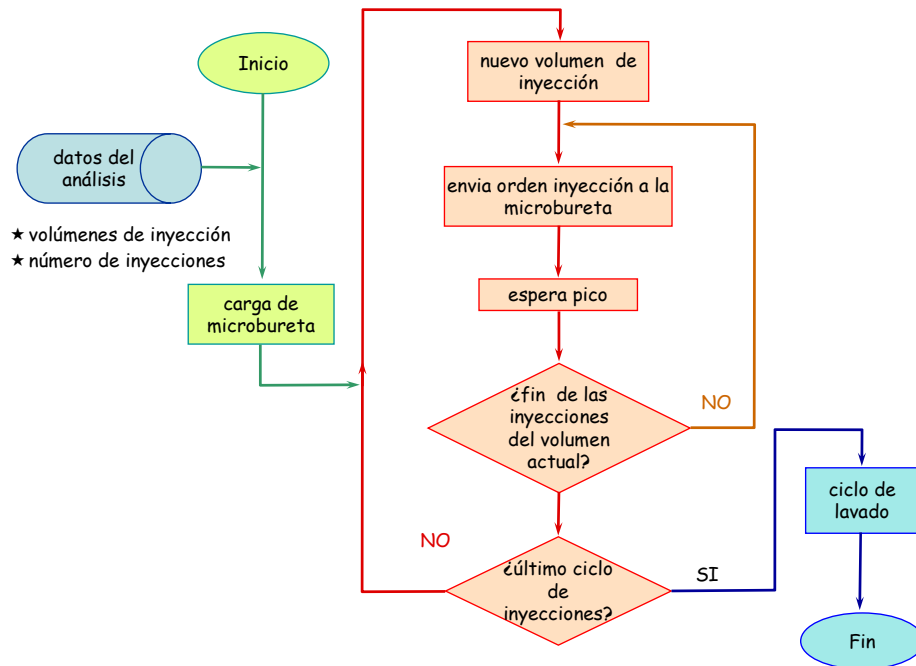 Inicio
nuevo volumen de
inyección
datos del
análisis
envia orden inyección a la
microbureta
★ volúmenes de inyección
★ número de inyecciones
carga de
microbureta
espera pico
¿fin de las
inyecciones
del volumen
actual?
NO
ciclo de
lavado
NO
¿último ciclo
de
inyecciones?
SI
Fin